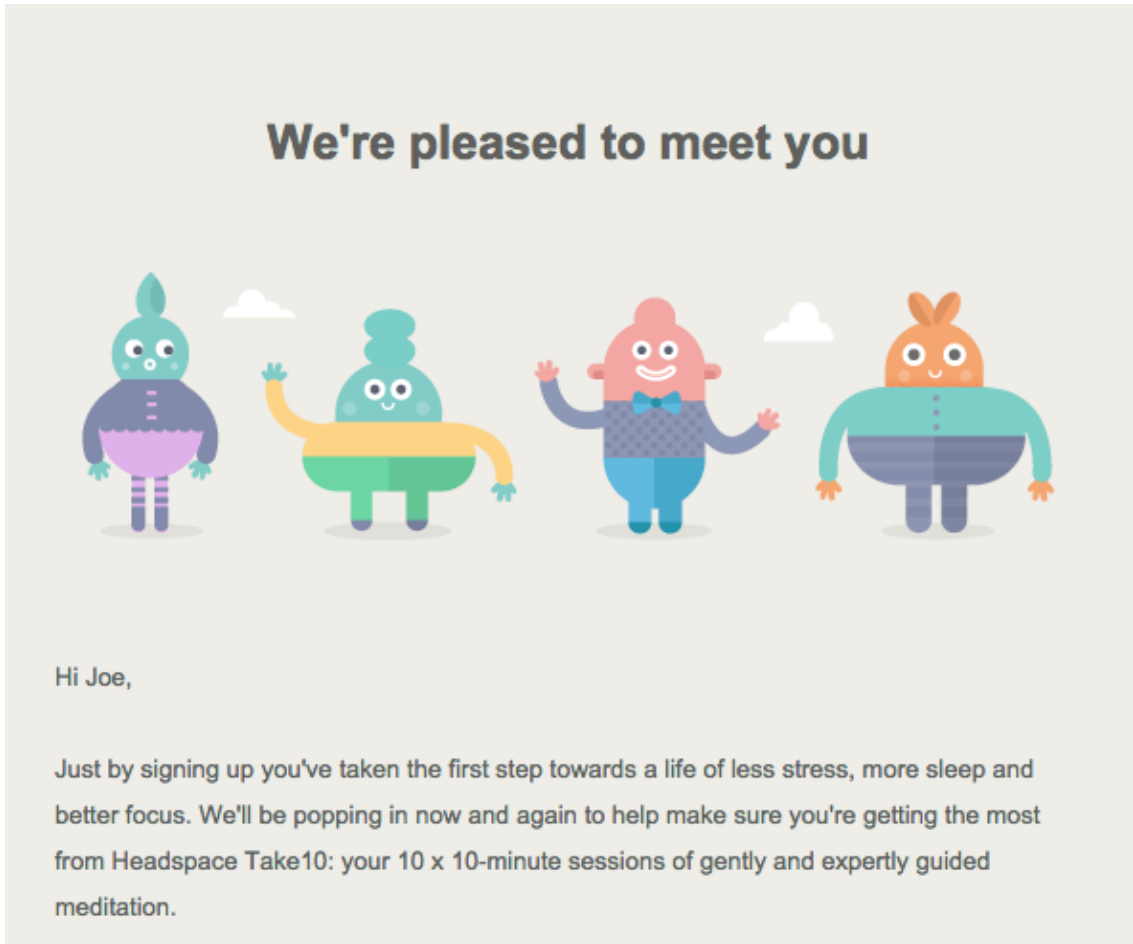 We're pleased to meet you
Hi Joe,
Just by signing up you've taken the first step towards a life of less stress, more sleep and
better focus. We'll be popping in now and again to help make sure you're getting the most
from Headspace Take10: your 10 x 10-minute sessions of gently and expertly guided
meditation.